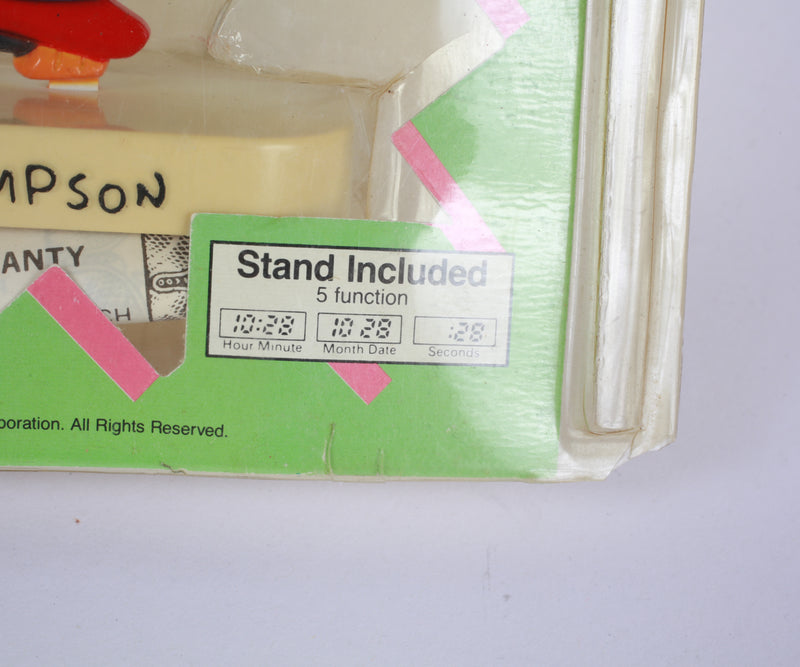 MPSON
ANTY
CH
Stand Included
5 function
10:28 10 28 :28
Hour Minute Month Date Seconds
poration. All Rights Reserved.